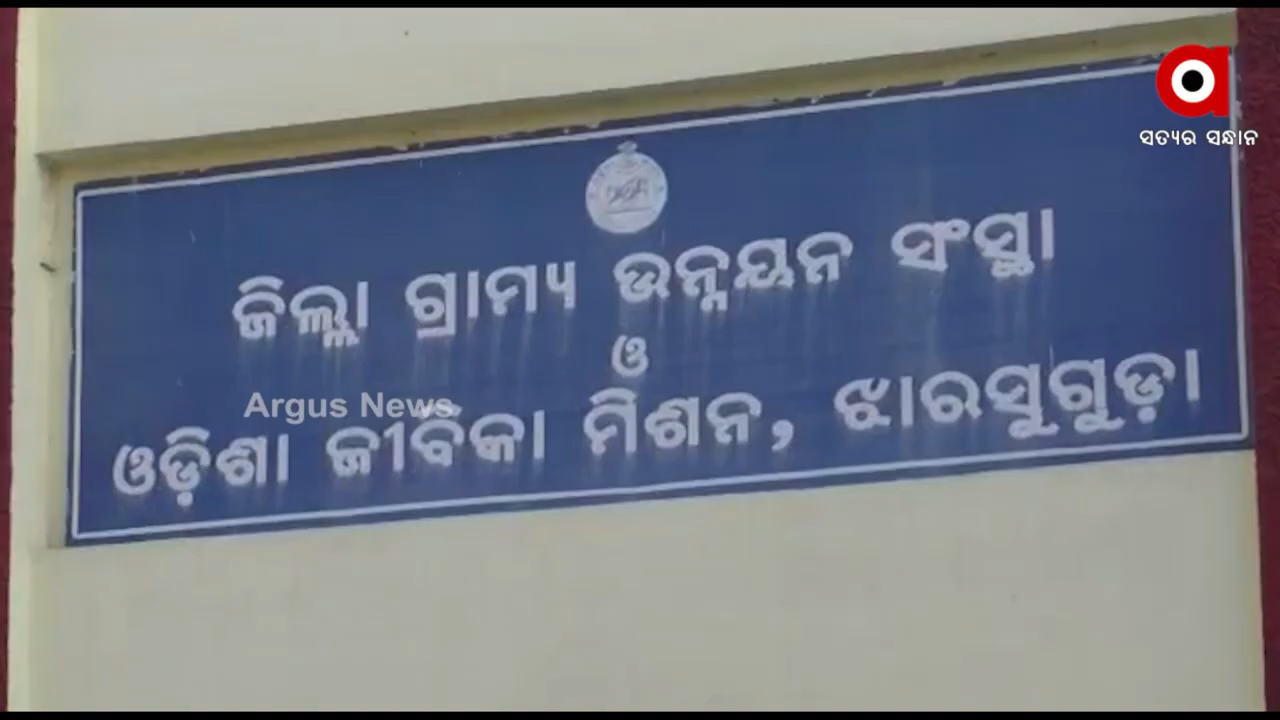 ସତ୍ୟର ସନ୍ଧାନ
ଜିଲ୍ଲା ଗ୍ରାମ୍ୟ ଉନ୍ନୟନ ସଂସ୍ଥା
ଓ
Argus News
ଓଡ଼ିଶା ଜୀବିକା ମିଶନ, ଝାରସୁଗୁଡ଼ା